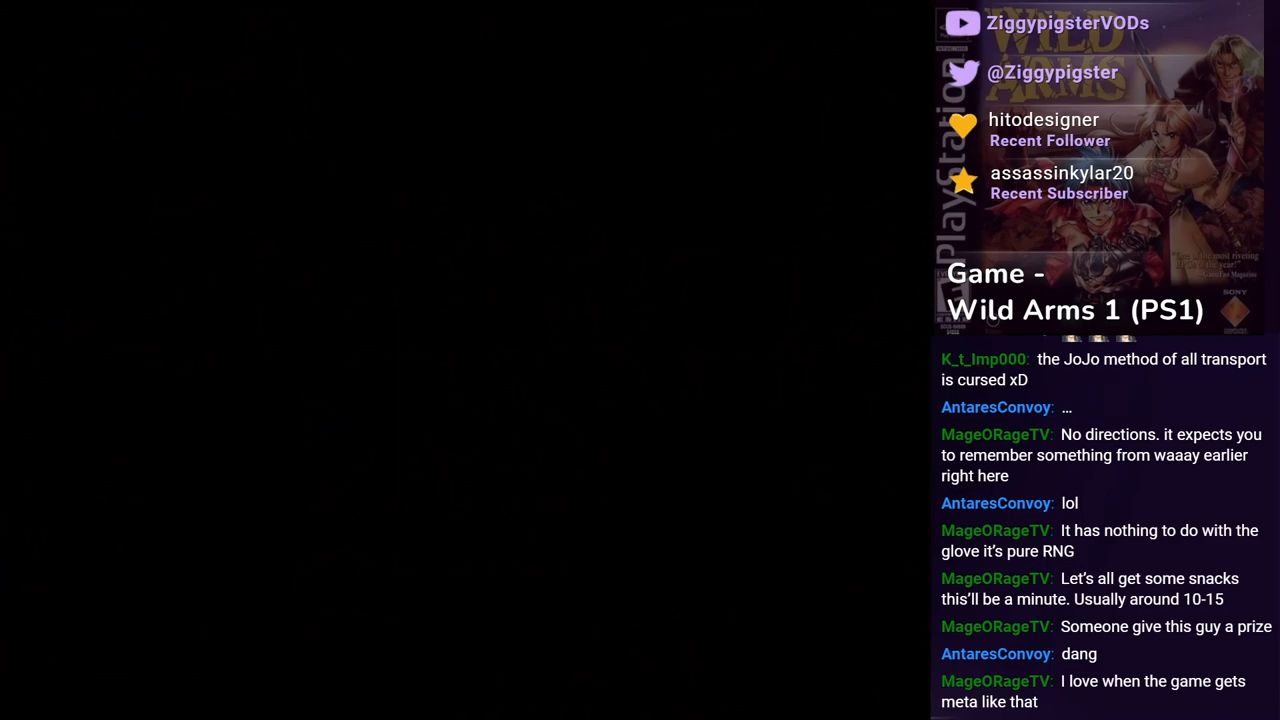 ZiggypigsterVODs
@Ziggypigster
hitodesigner
Recent Follower
assassinkylar20
Recent Subscriber
WILD
ARMS
PlayStation
SONY
Game -
Wild Arms 1 (PS1)
K_t_Imp000: the JoJo method of all transport
is cursed xD
AntaresConvoy: ...
MageORageTV: No directions. it expects you
to remember something from waaay earlier
right here
AntaresConvoy: lol
MageORageTV: It has nothing to do with the
glove it’s pure RNG
MageORageTV: Let’s all get some snacks
this’ll be a minute. Usually around 10-15
MageORageTV: Someone give this guy a prize
AntaresConvoy: dang
MageORageTV: I love when the game gets
meta like that